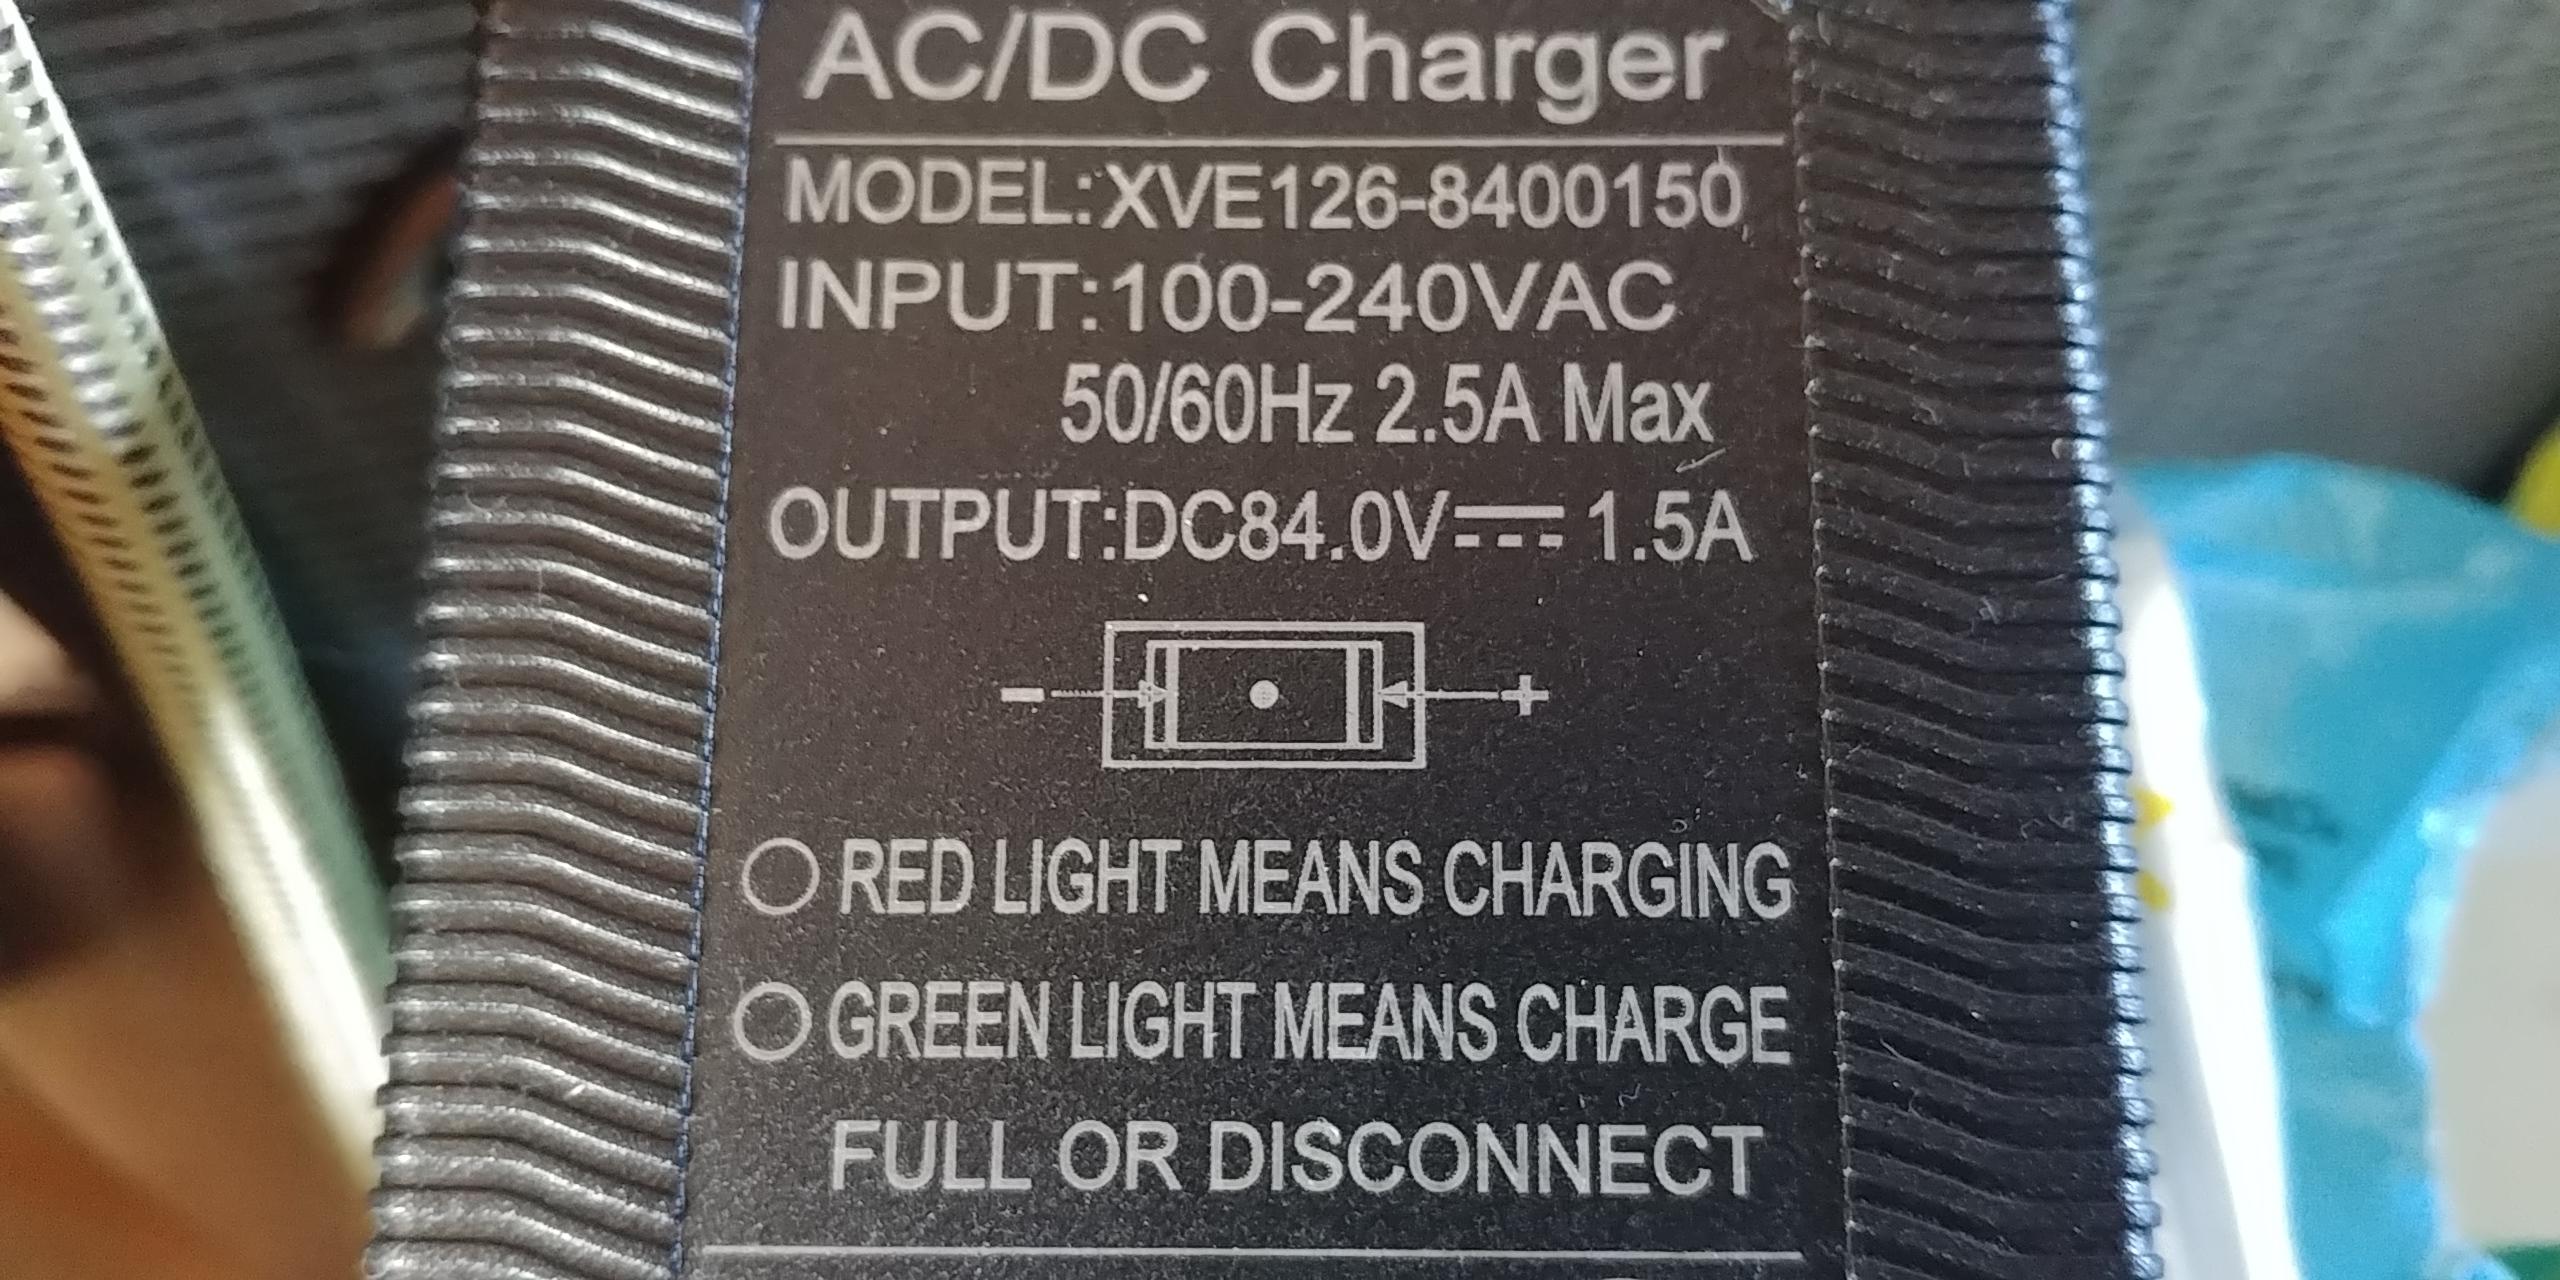 AC/DC Charger
MODEL:XVE126-8400150
INPUT:100-240VAC
50/60Hz 2.5A Max
OUTPUT:DC84.0V⎓1.5A
- +
RED LIGHT MEANS CHARGING
GREEN LIGHT MEANS CHARGE
FULL OR DISCONNECT